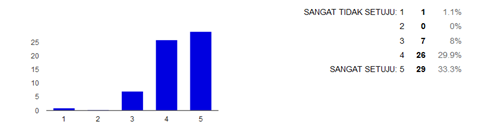 25
20
15
10
5
0
1 2 3 4 5
SANGAT TIDAK SETUJU: 1 1 1.1%
2 0 0%
3 7 8%
4 26 29.9%
SANGAT SETUJU: 5 29 33.3%